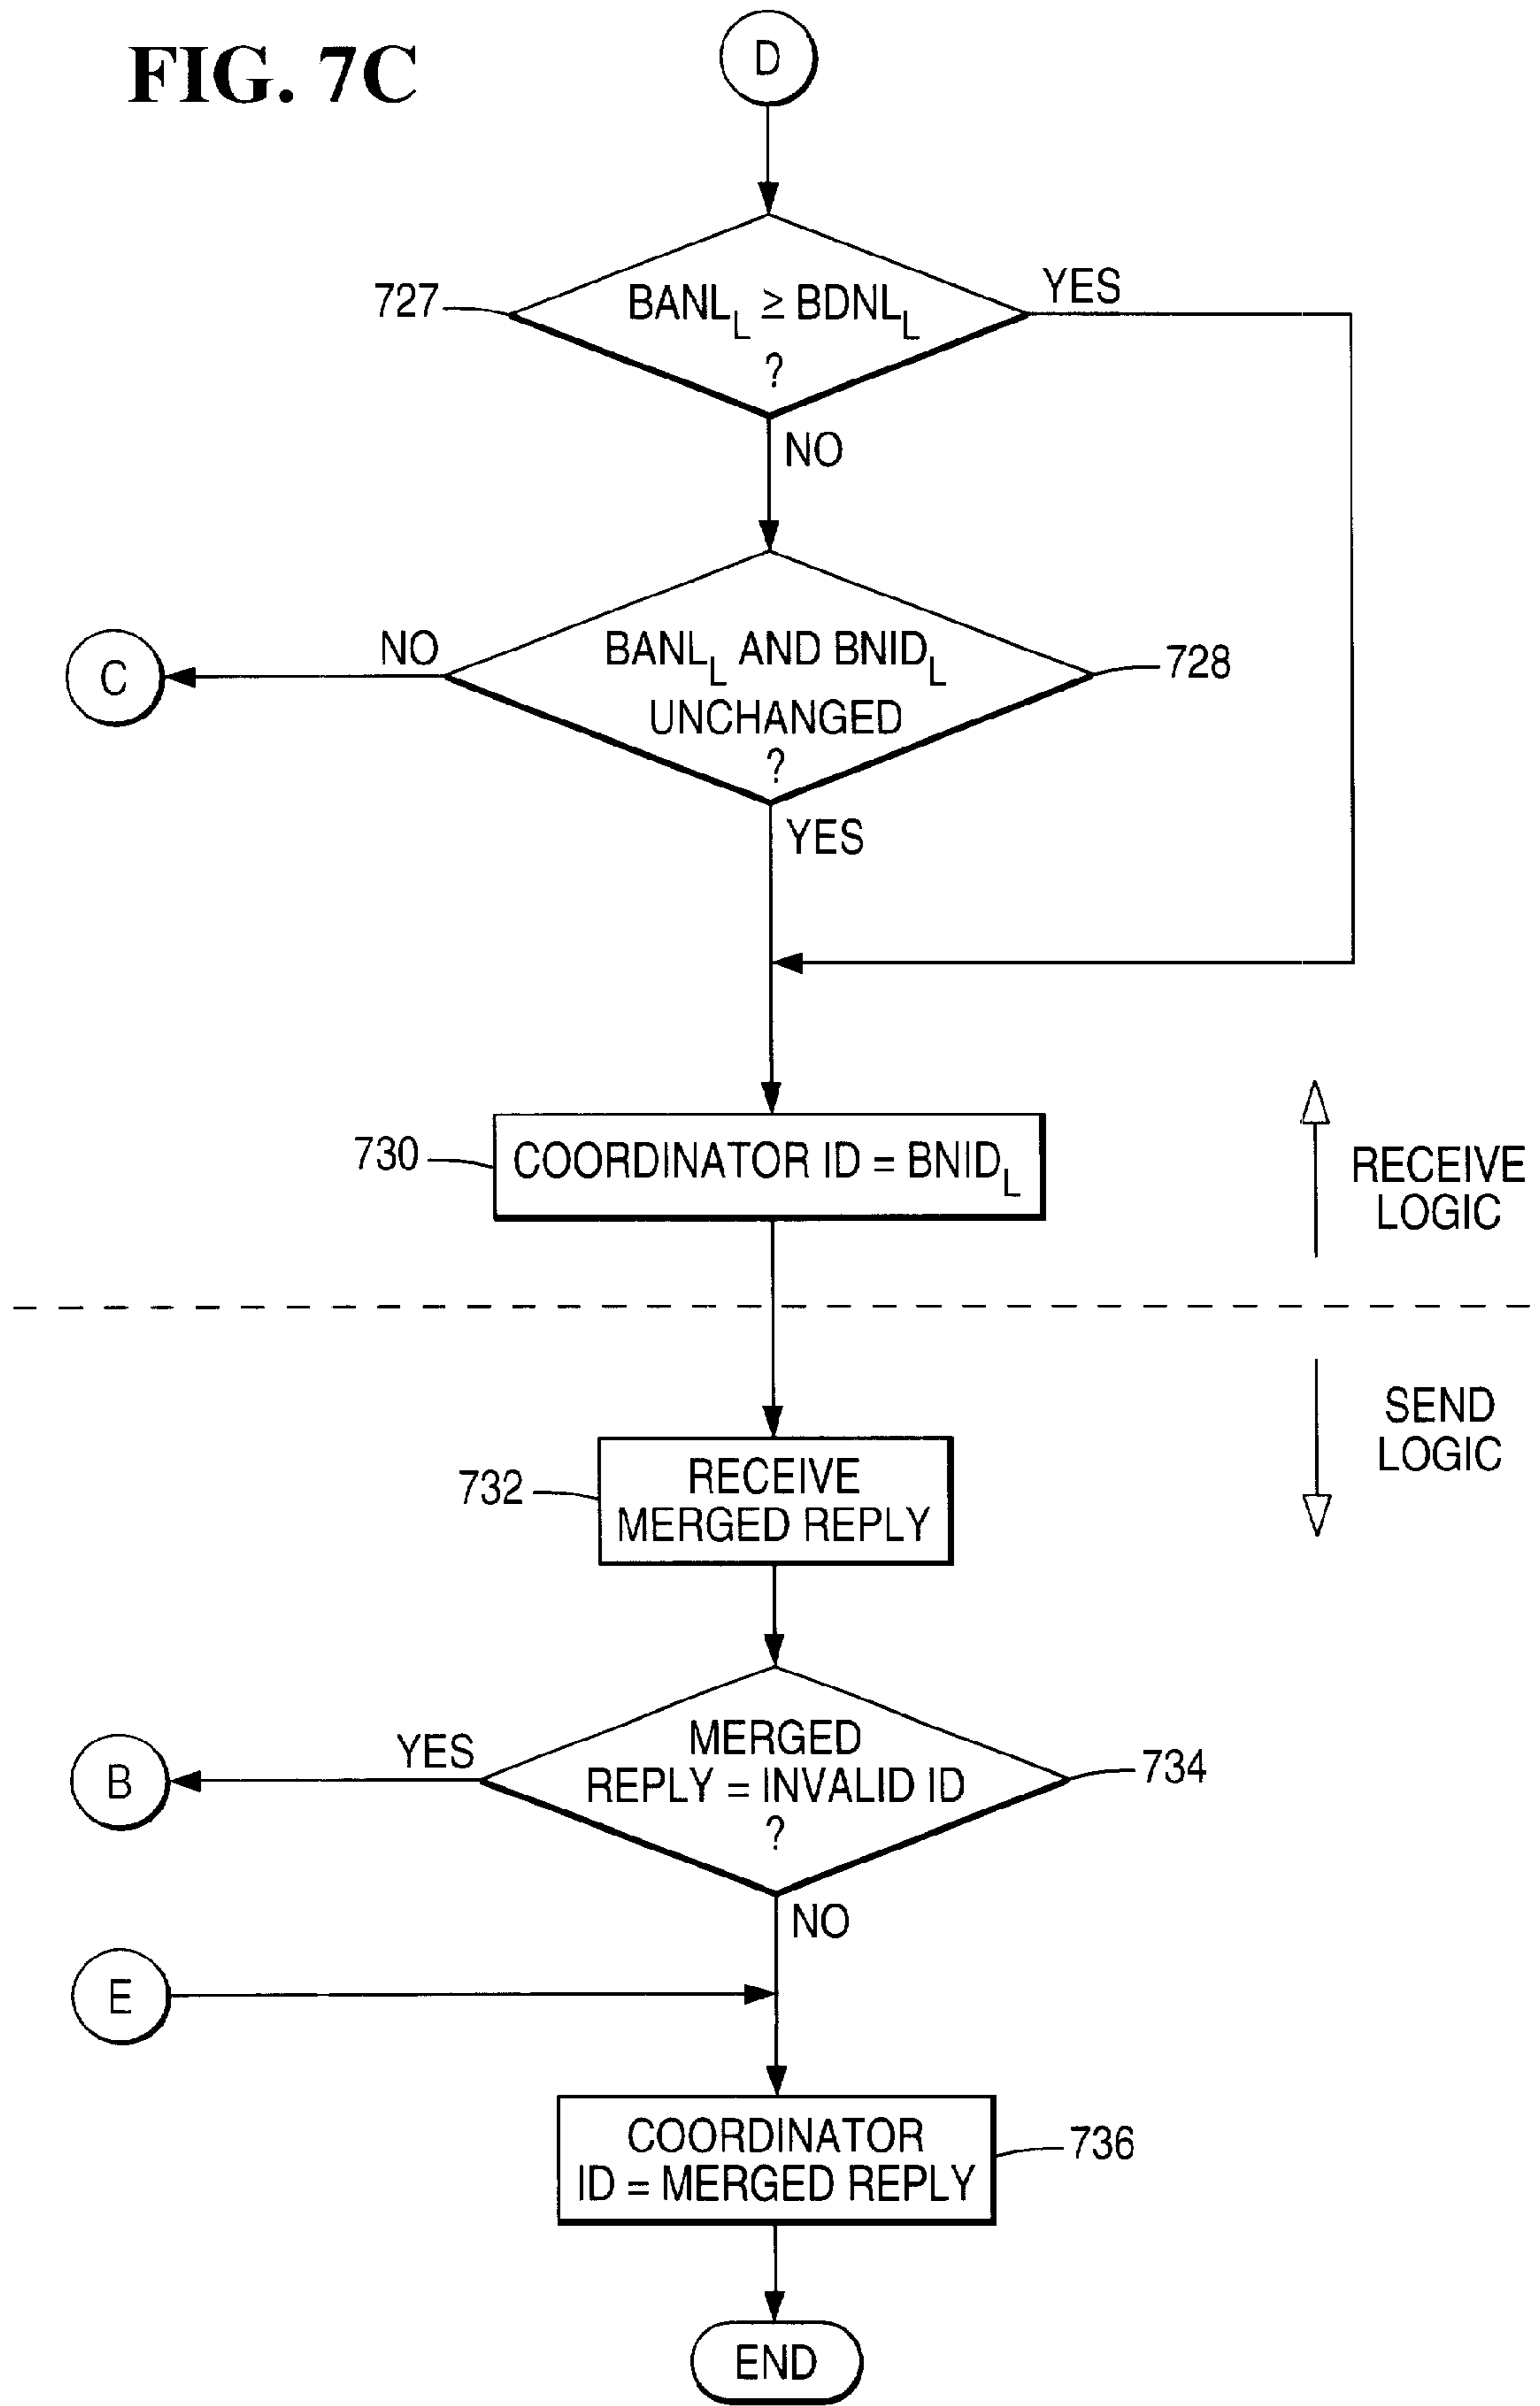 FIG. 7C
D
727
BANL_L ≥ BDNL_L
?
YES
NO
C
NO
BANL_L AND BNID_L
UNCHANGED
?
728
YES
730
COORDINATOR ID = BNID_L
RECEIVE
LOGIC
SEND
LOGIC
732
RECEIVE
MERGED REPLY
B
YES
MERGED
REPLY = INVALID ID
?
734
NO
E
COORDINATOR
ID = MERGED REPLY
736
END